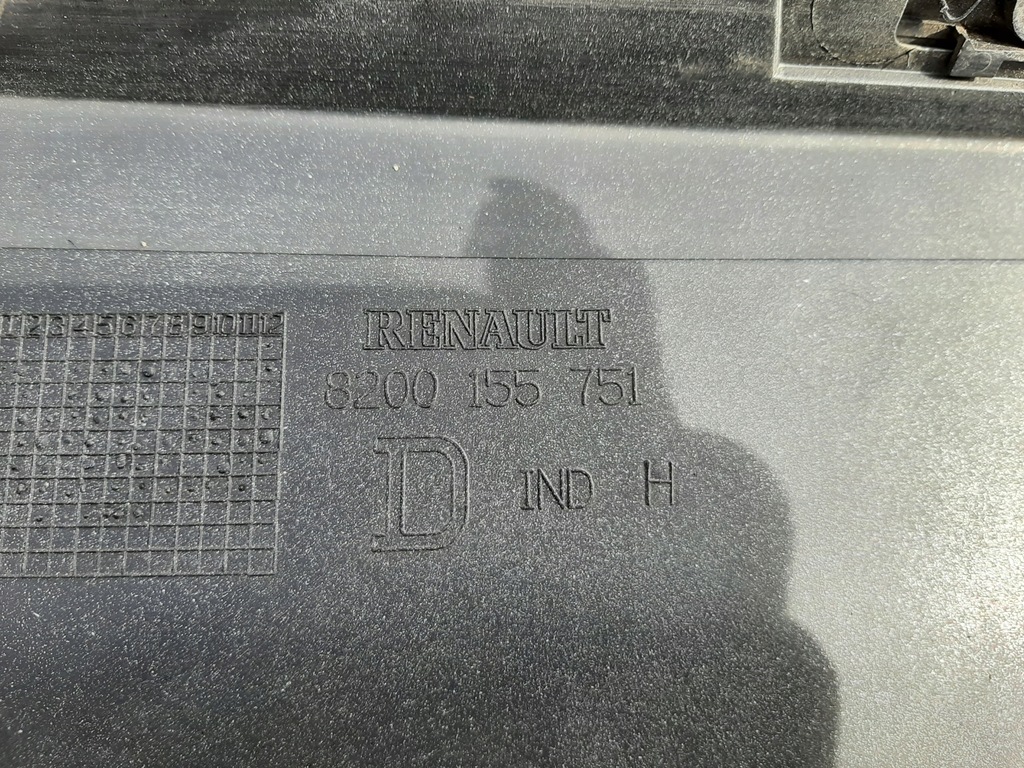 1 2 3 4 5 6 7 8 9 10 11 12
RENAULT
8200 155 751
D IND H